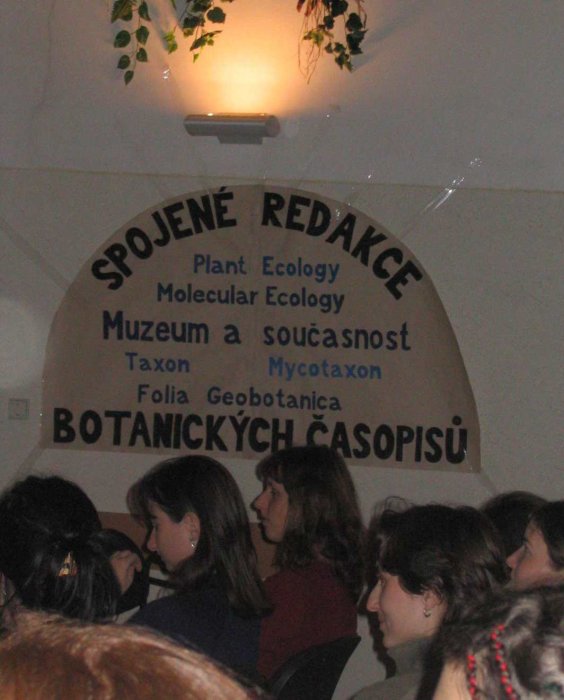 SPOJENÉ REDAKCE
Plant Ecology
Molecular Ecology
Muzeum a současnost
Taxon Mycotaxon
Folia Geobotanica
BOTANICKÝCH ČASOPISŮ